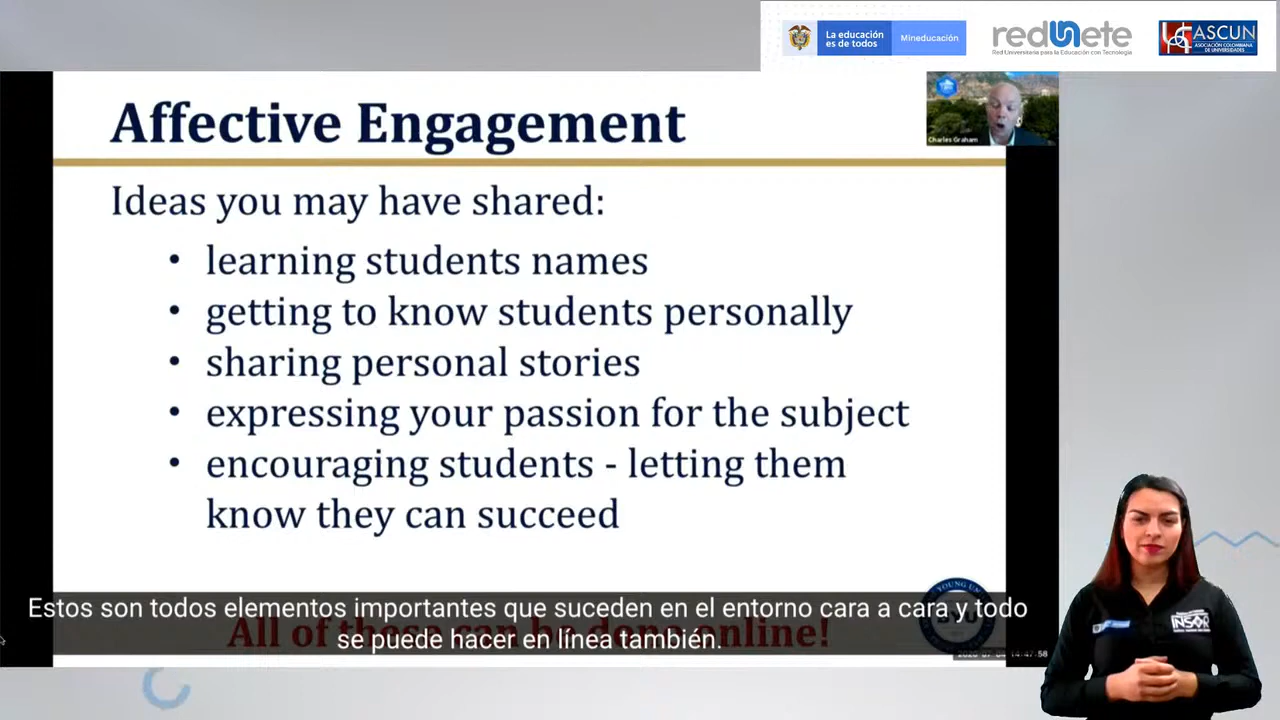 La educación
es de todos
Mineducación
redUnete
Red Universitaria para la Educación con Tecnología
ASCUN
ASOCIACIÓN COLOMBIANA
DE UNIVERSIDADES
Affective Engagement
Charles Graham
Ideas you may have shared:
• learning students names
• getting to know students personally
• sharing personal stories
• expressing your passion for the subject
• encouraging students - letting them
know they can succeed
Estos son todos elementos importantes que suceden en el entorno cara a cara y todo
se puede hacer en línea también.
All of these can be done online!
INSOR